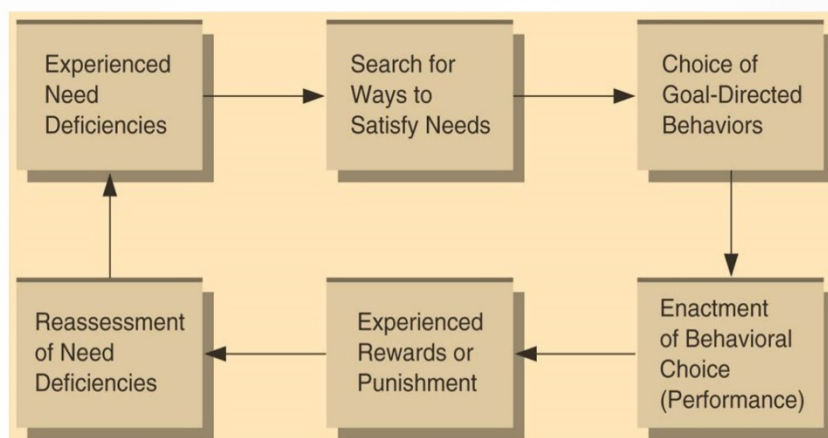 Experienced
Need
Deficiencies
Search for
Ways to
Satisfy Needs
Choice of
Goal-Directed
Behaviors
Enactment
of Behavioral
Choice
(Performance)
Experienced
Rewards or
Punishment
Reassessment
of Need
Deficiencies